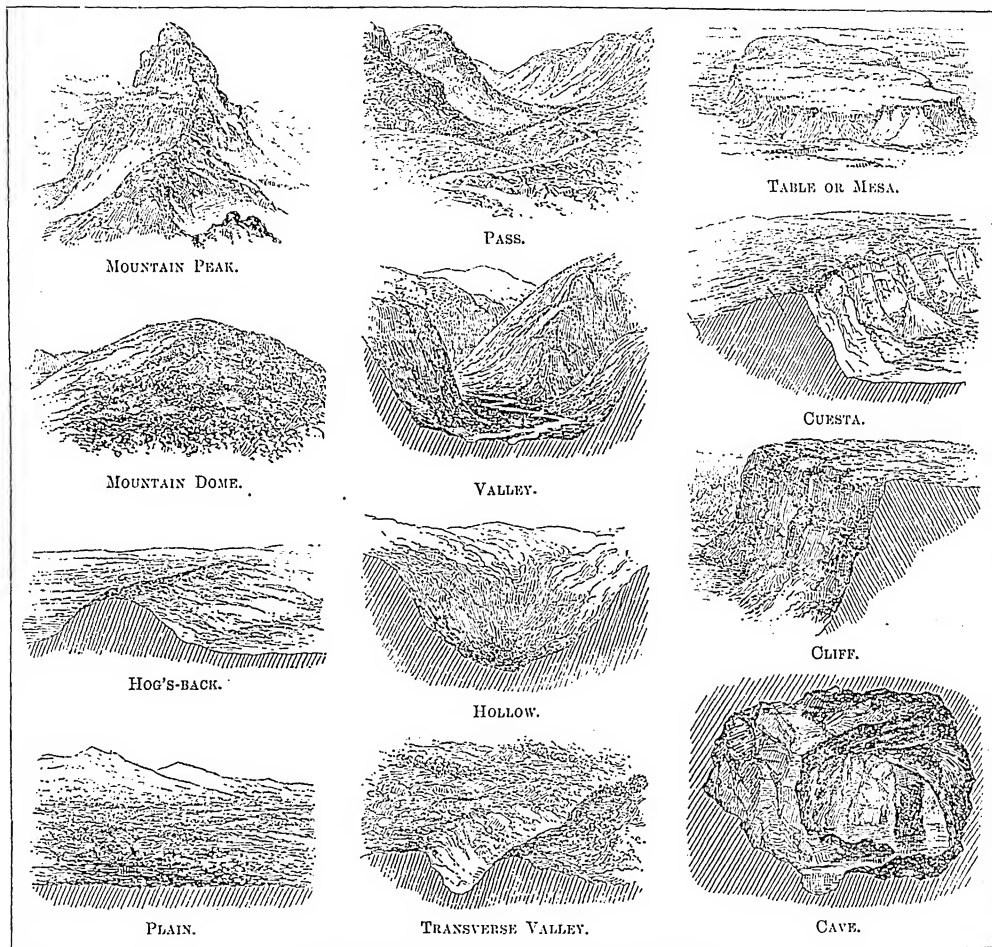 MOUNTAIN PEAK.
PASS.
TABLE OR MESA.
MOUNTAIN DOME.
VALLEY.
CUESTA.
HOG'S-BACK.
HOLLOW.
CLIFF.
PLAIN.
TRANSVERSE VALLEY.
CAVE.